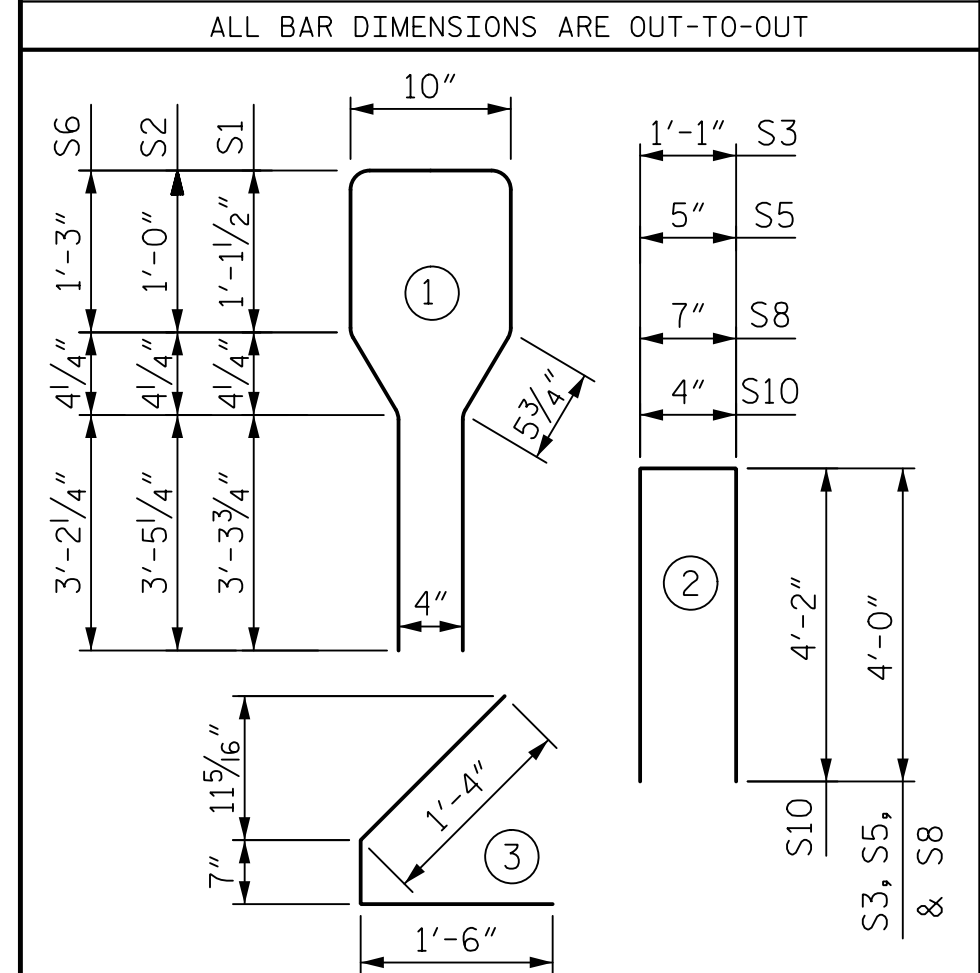 ALL BAR DIMENSIONS ARE OUT-TO-OUT
10″
S6
S2
S1
1′-3″
1′-0″
1′-1½″
1
4¼″
4¼″
4¼″
5¾″
3′-2¼″
3′-5¼″
3′-3¾″
4″
1′-1″ S3
5″ S5
7″ S8
4″ S10
2
4′-2″
4′-0″
S10
S3, S5,
& S8
11⁵⁄₁₆″
7″
1′-4″
3
1′-6″